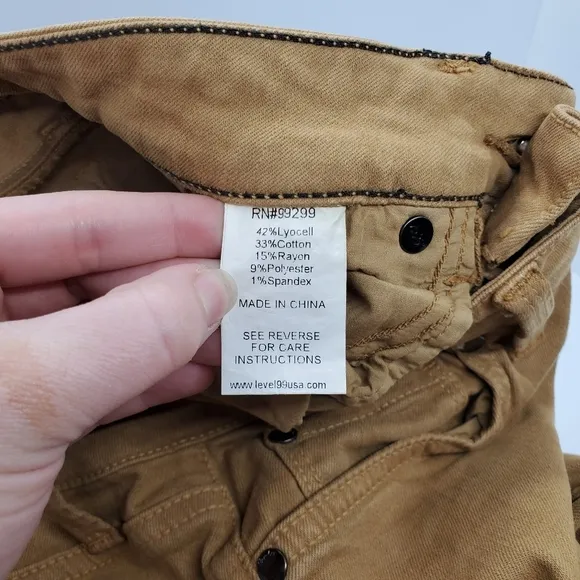 RN#99299
42%Lyocell
33%Cotton
15%Rayon
9%Polyester
1%Spandex
MADE IN CHINA
SEE REVERSE
FOR CARE
INSTRUCTIONS
www.level99usa.com